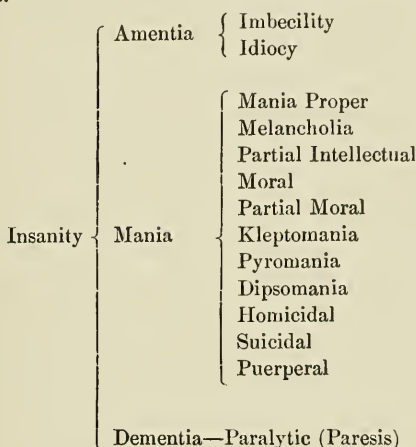 Amentia { Imbecility
Idiocy
Mania Proper
Melancholia
Partial Intellectual
Moral
Partial Moral
Insanity { Mania { Kleptomania
Pyromania
Dipsomania
Homicidal
Suicidal
Puerperal
Dementia—Paralytic (Paresis)